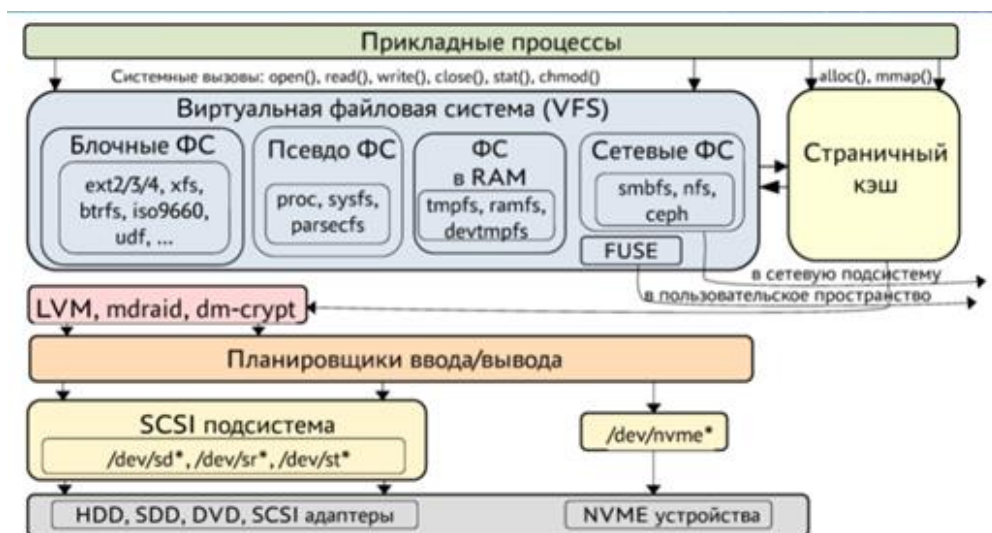 Прикладные процессы
Системные вызовы: open(), read(), write(), close(), stat(), chmod()
alloc(), mmap()
Виртуальная файловая система (VFS)
Блочные ФС
ext2/3/4, xfs,
btrfs, iso9660,
udf, ...
Псевдо ФС
proc, sysfs,
parsecfs
ФС
в RAM
tmpfs, ramfs,
devtmpfs
Сетевые ФС
smbfs, nfs,
ceph
FUSE
Страничный
кэш
в сетевую подсистему
в пользовательское пространство
LVM, mdraid, dm-crypt
Планировщики ввода/вывода
SCSI подсистема
/dev/sd*, /dev/sr*, /dev/st*
/dev/nvme*
HDD, SDD, DVD, SCSI адаптеры
NVME устройства